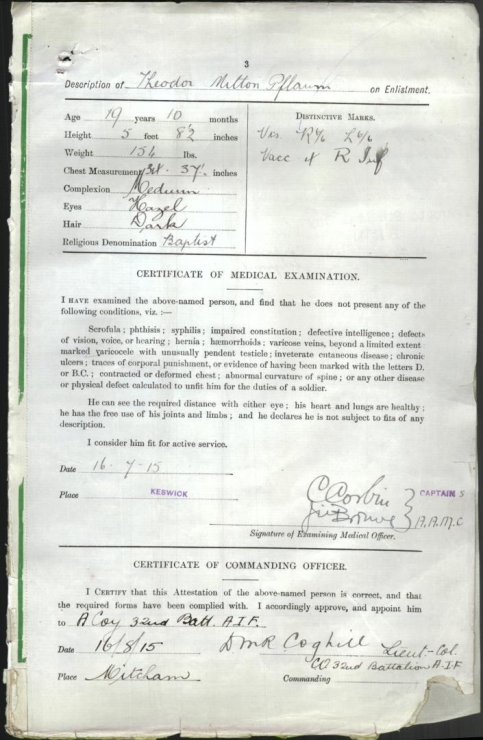 3
Description of Theodor Milton Pflaum on Enlistment.
Age 19 years 10 months
Height 5 feet 8½ inches
Weight 154 lbs.
Chest Measurement 34 - 37 inches
Complexion Medium
Eyes Hazel
Hair Dark
Religious Denomination Baptist
DISTINCTIVE MARKS.
Vacc R
CERTIFICATE OF MEDICAL EXAMINATION.
I HAVE examined the above-named person, and find that he does not present any of the
following conditions, viz. :—
Scrofula ; phthisis ; syphilis ; impaired constitution ; defective intelligence ; defects
of vision, voice, or hearing ; hernia ; hæmorrhoids ; varicose veins, beyond a limited extent
marked varicocele with unusually pendent testicle ; inveterate cutaneous disease ; chronic
ulcers ; traces of corporal punishment, or evidence of having been marked with the letters D.
or B.C. ; contracted or deformed chest ; abnormal curvature of spine ; or any other disease
or physical defect calculated to unfit him for the duties of a soldier.
He can see the required distance with either eye ; his heart and lungs are healthy ;
he has the free use of his joints and limbs ; and he declares he is not subject to fits of any
description.
I consider him fit for active service.
Date 16-7-15
Place KESWICK
C Corbin
CAPTAIN S
A.A.M.C
Signature of Examining Medical Officer.
CERTIFICATE OF COMMANDING OFFICER.
I CERTIFY that this Attestation of the above-named person is correct, and that
the required forms have been complied with. I accordingly approve, and appoint him
to A Coy 32nd Batt. A.I.F.
Date 16/8/15 DMR Coghill Lieut-Col.
CO 32nd Battalion A.I.F
Place Mitcham Commanding